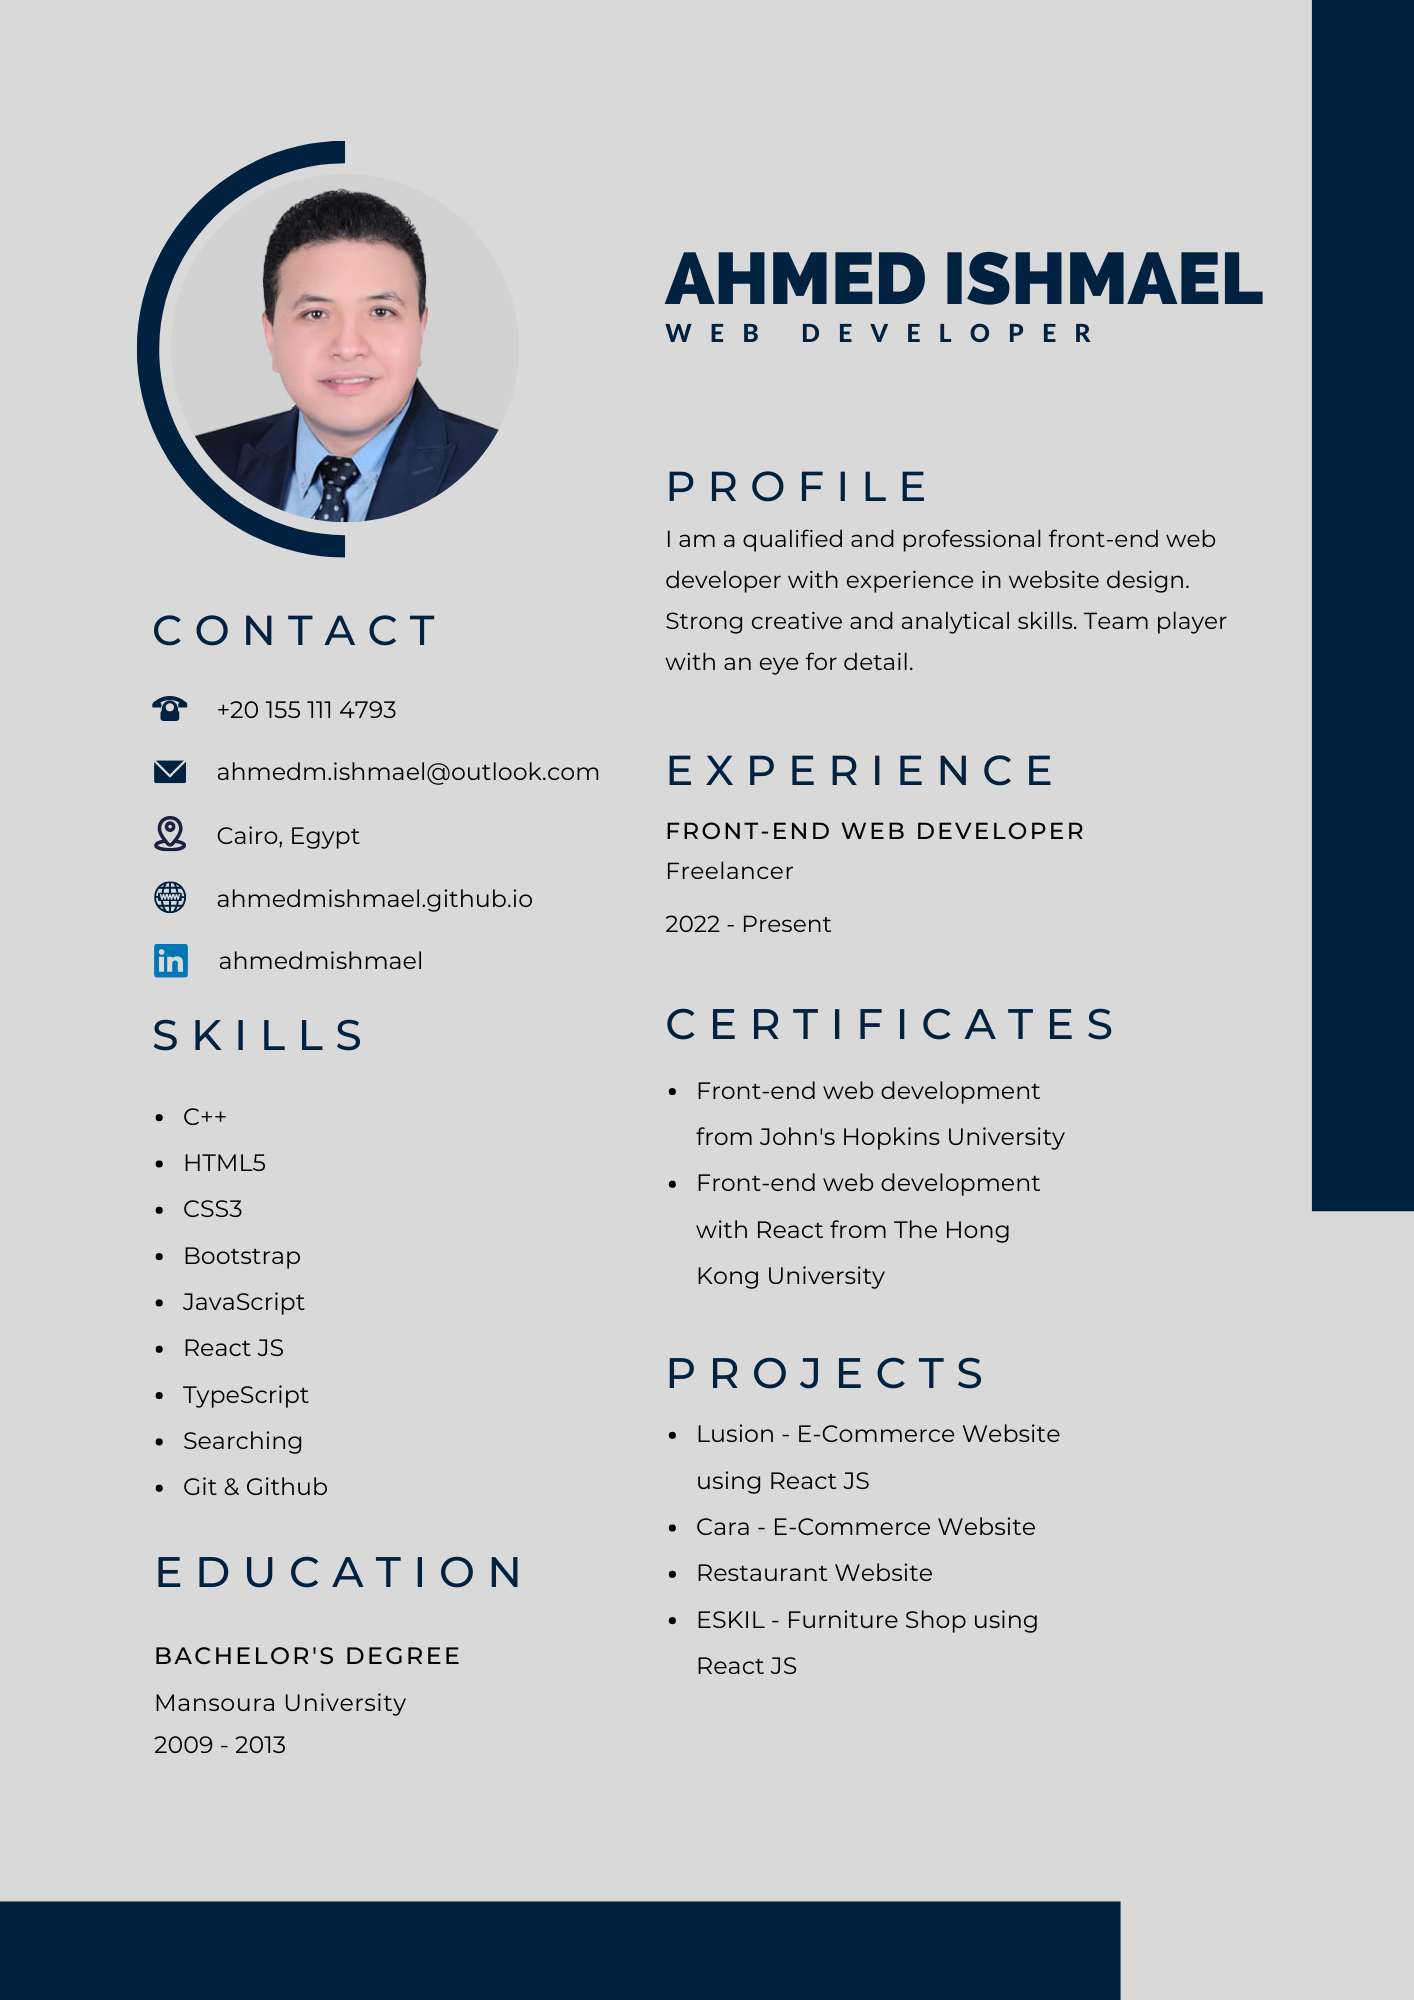 AHMED ISHMAEL
WEB DEVELOPER
CONTACT
+20 155 111 4793
ahmedm.ishmael@outlook.com
Cairo, Egypt
WWW
ahmedmishmael.github.io
in
ahmedmishmael
SKILLS
• C++
• HTML5
• CSS3
• Bootstrap
• JavaScript
• React JS
• TypeScript
• Searching
• Git & Github
EDUCATION
BACHELOR'S DEGREE
Mansoura University
2009 - 2013
PROFILE
I am a qualified and professional front-end web
developer with experience in website design.
Strong creative and analytical skills. Team player
with an eye for detail.
EXPERIENCE
FRONT-END WEB DEVELOPER
Freelancer
2022 - Present
CERTIFICATES
• Front-end web development
from John's Hopkins University
• Front-end web development
with React from The Hong
Kong University
PROJECTS
• Lusion - E-Commerce Website
using React JS
• Cara - E-Commerce Website
• Restaurant Website
• ESKIL - Furniture Shop using
React JS